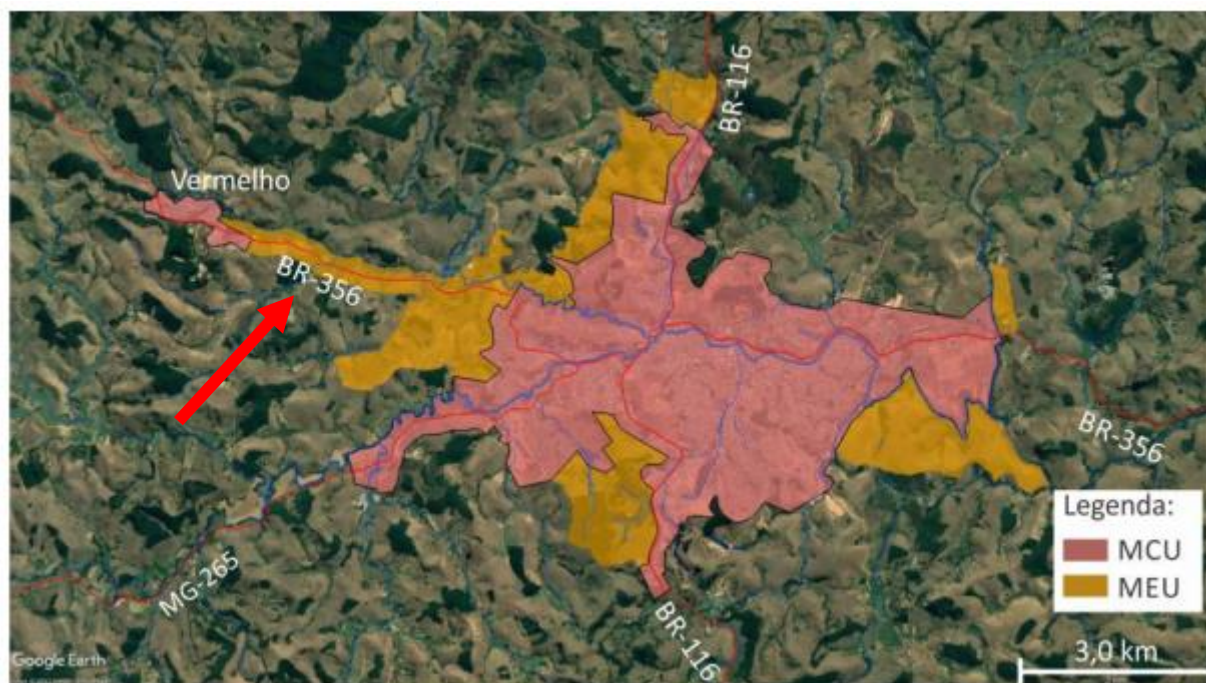 BR-116
Vermelho
BR-356
BR-356
Legenda:
MCU
MEU
MG-265
BR-116
3,0 km
Google Earth